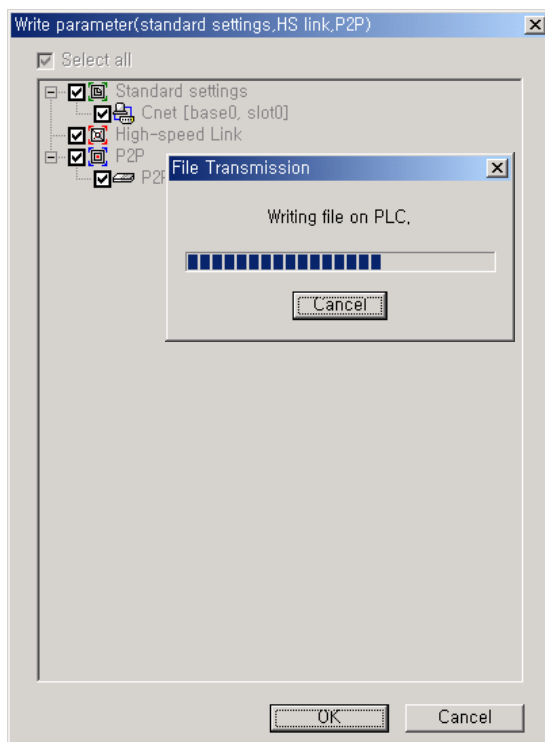 Write parameter(standard settings,HS link,P2P)
Select all
Standard settings
Cnet [base0, slot0]
High-speed Link
P2P
P2P
File Transmission
Writing file on PLC,
Cancel
OK
Cancel